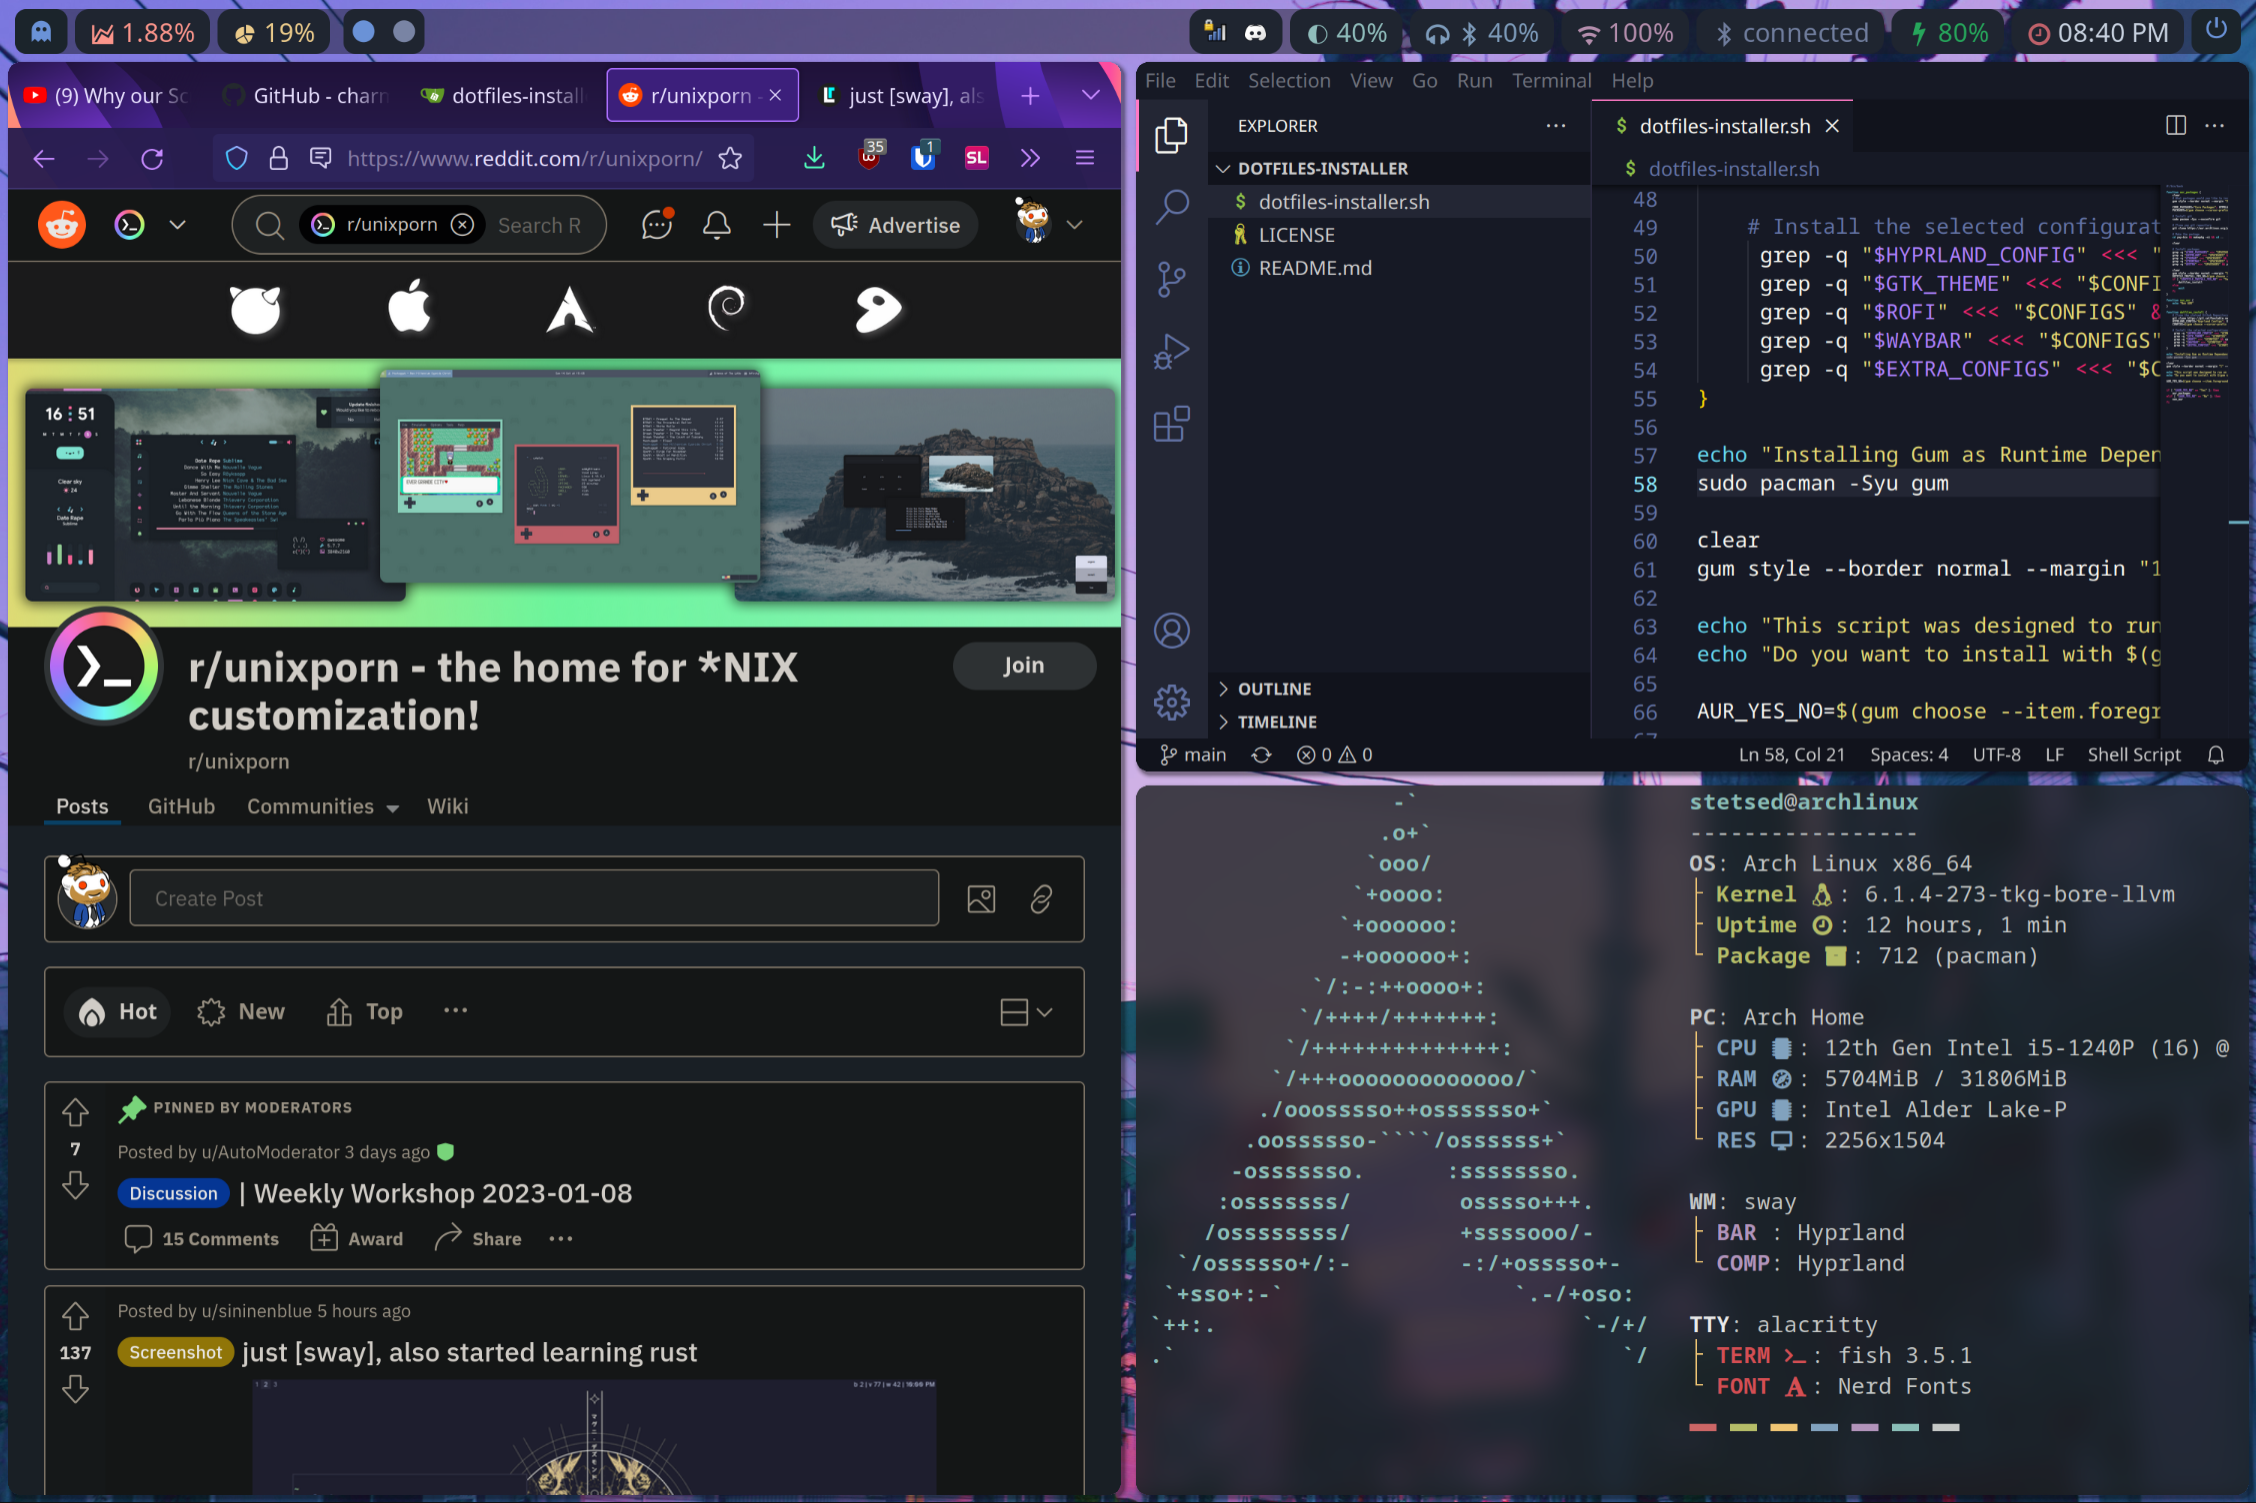 1.88% 19% 40% 40% 100% connected 80% 08:40 PM
(9) Why our Sc GitHub - charm dotfiles-install r/unixporn - just [sway], als
https://www.reddit.com/r/unixporn/
35 1 SL
r/unixporn Search R Advertise
16:51
EVER GRANDE CITY
r/unixporn - the home for *NIX
customization!
Join
r/unixporn
Posts GitHub Communities Wiki
Create Post
Hot New Top ...
PINNED BY MODERATORS
7
Posted by u/AutoModerator 3 days ago
Discussion | Weekly Workshop 2023-01-08
15 Comments Award Share ...
Posted by u/sininenblue 5 hours ago
137
Screenshot just [sway], also started learning rust
File Edit Selection View Go Run Terminal Help
EXPLORER ...
DOTFILES-INSTALLER
$ dotfiles-installer.sh
LICENSE
README.md
OUTLINE
TIMELINE
$ dotfiles-installer.sh
$ dotfiles-installer.sh
48
49 # Install the selected configurat
50 grep -q "$HYPRLAND_CONFIG" <<< "
51 grep -q "$GTK_THEME" <<< "$CONFI
52 grep -q "$ROFI" <<< "$CONFIGS" &
53 grep -q "$WAYBAR" <<< "$CONFIGS"
54 grep -q "$EXTRA_CONFIGS" <<< "$C
55 }
56
57 echo "Installing Gum as Runtime Depen
58 sudo pacman -Syu gum
59
60 clear
61 gum style --border normal --margin "1
62
63 echo "This script was designed to run
64 echo "Do you want to install with $(g
65
66 AUR_YES_NO=$(gum choose --item.foregr
main 0 0 Ln 58, Col 21 Spaces: 4 UTF-8 LF Shell Script
stetsed@archlinux
-----------------
OS: Arch Linux x86_64
Kernel : 6.1.4-273-tkg-bore-llvm
Uptime : 12 hours, 1 min
Package : 712 (pacman)
PC: Arch Home
CPU : 12th Gen Intel i5-1240P (16) @
RAM : 5704MiB / 31806MiB
GPU : Intel Alder Lake-P
RES : 2256x1504
WM: sway
BAR : Hyprland
COMP: Hyprland
TTY: alacritty
TERM : fish 3.5.1
FONT : Nerd Fonts